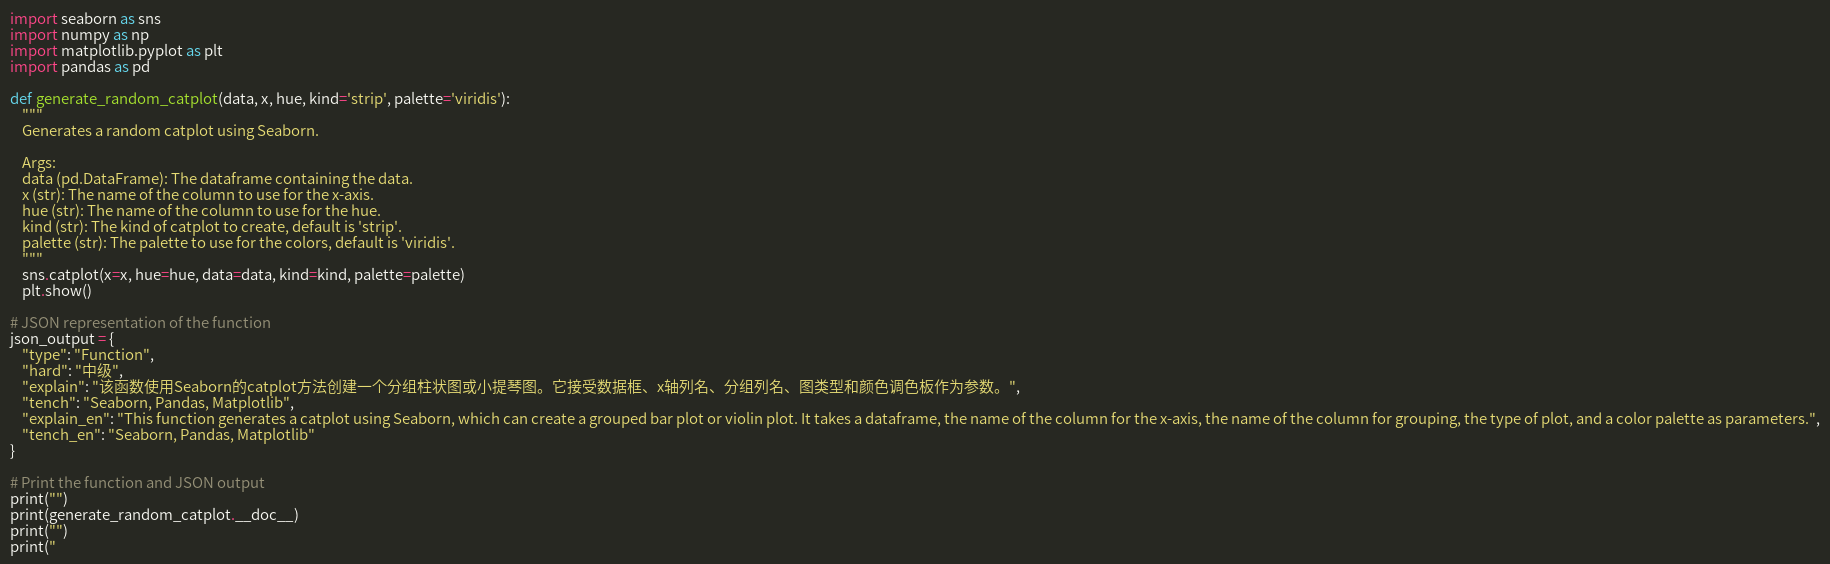 import seaborn as sns
import numpy as np
import matplotlib.pyplot as plt
import pandas as pd

def generate_random_catplot(data, x, hue, kind='strip', palette='viridis'):
    """
    Generates a random catplot using Seaborn.

    Args:
    data (pd.DataFrame): The dataframe containing the data.
    x (str): The name of the column to use for the x-axis.
    hue (str): The name of the column to use for the hue.
    kind (str): The kind of catplot to create, default is 'strip'.
    palette (str): The palette to use for the colors, default is 'viridis'.
    """
    sns.catplot(x=x, hue=hue, data=data, kind=kind, palette=palette)
    plt.show()

# JSON representation of the function
json_output = {
    "type": "Function",
    "hard": "中级",
    "explain": "该函数使用Seaborn的catplot方法创建一个分组柱状图或小提琴图。它接受数据框、x轴列名、分组列名、图类型和颜色调色板作为参数。",
    "tench": "Seaborn, Pandas, Matplotlib",
    "explain_en": "This function generates a catplot using Seaborn, which can create a grouped bar plot or violin plot. It takes a dataframe, the name of the column for the x-axis, the name of the column for grouping, the type of plot, and a color palette as parameters.",
    "tench_en": "Seaborn, Pandas, Matplotlib"
}

# Print the function and JSON output
print("")
print(generate_random_catplot.__doc__)
print("")
print("